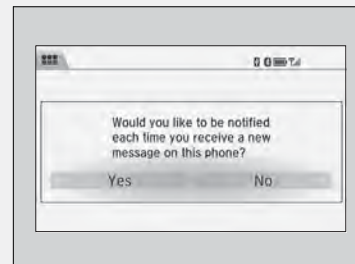 Would you like to be notified
each time you receive a new
message on this phone?
Yes
No